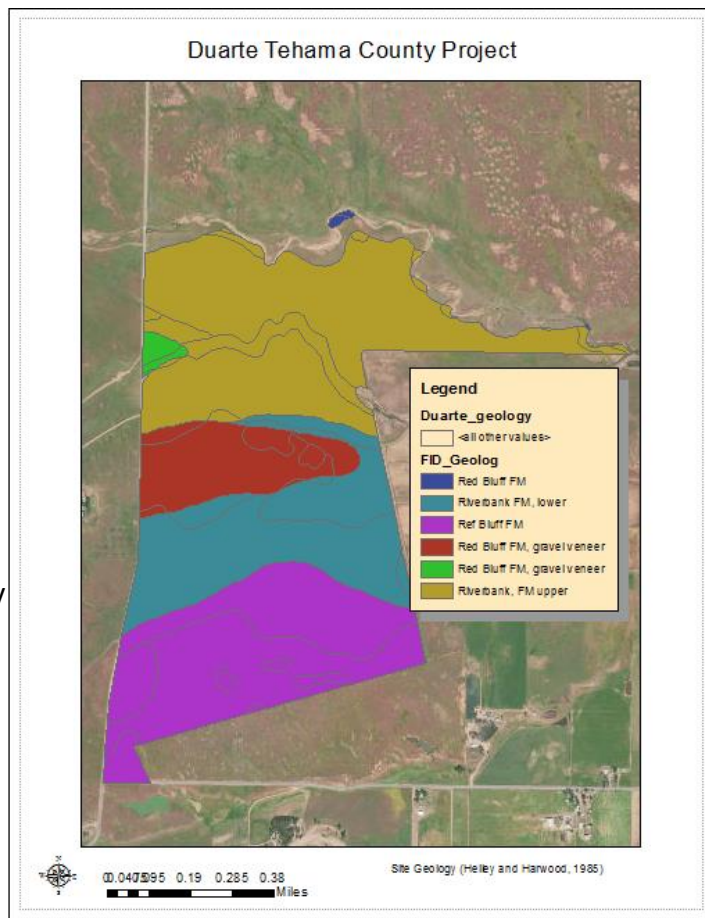 Duarte Tehama County Project
Legend
Duarte_geology
<all other values>
FID_Geolog
Red Bluff FM
Riverbank FM, lower
Ref Bluff FM
Red Bluff FM, gravel veneer
Red Bluff FM, gravel veneer
Riverbank, FM upper
y
Site Geology (Helley and Harwood, 1985)
0.19 0.285 0.38
Miles